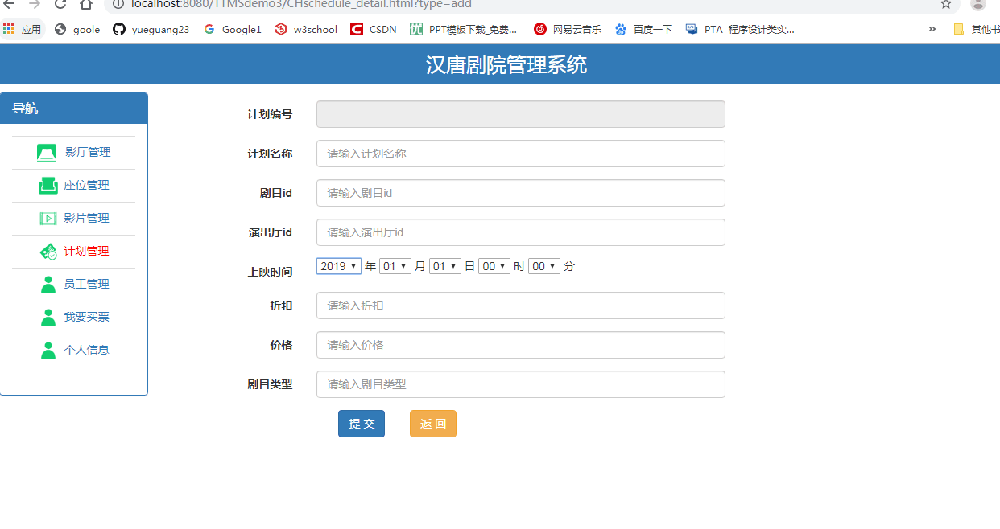 localhost:8080/TTMSdemo3/CHschedule_detail.html?type=add
应用 goole yueguang23 Google1 w3school CSDN PPT模板下载_免费... 网易云音乐 百度一下 PTA 程序设计类实... » 其他书
汉唐剧院管理系统
导航
影厅管理
座位管理
影片管理
计划管理
员工管理
我要买票
个人信息
计划编号
计划名称 请输入计划名称
剧目id 请输入剧目id
演出厅id 请输入演出厅id
上映时间 2019 年 01 月 01 日 00 时 00 分
折扣 请输入折扣
价格 请输入价格
剧目类型 请输入剧目类型
提 交 返 回